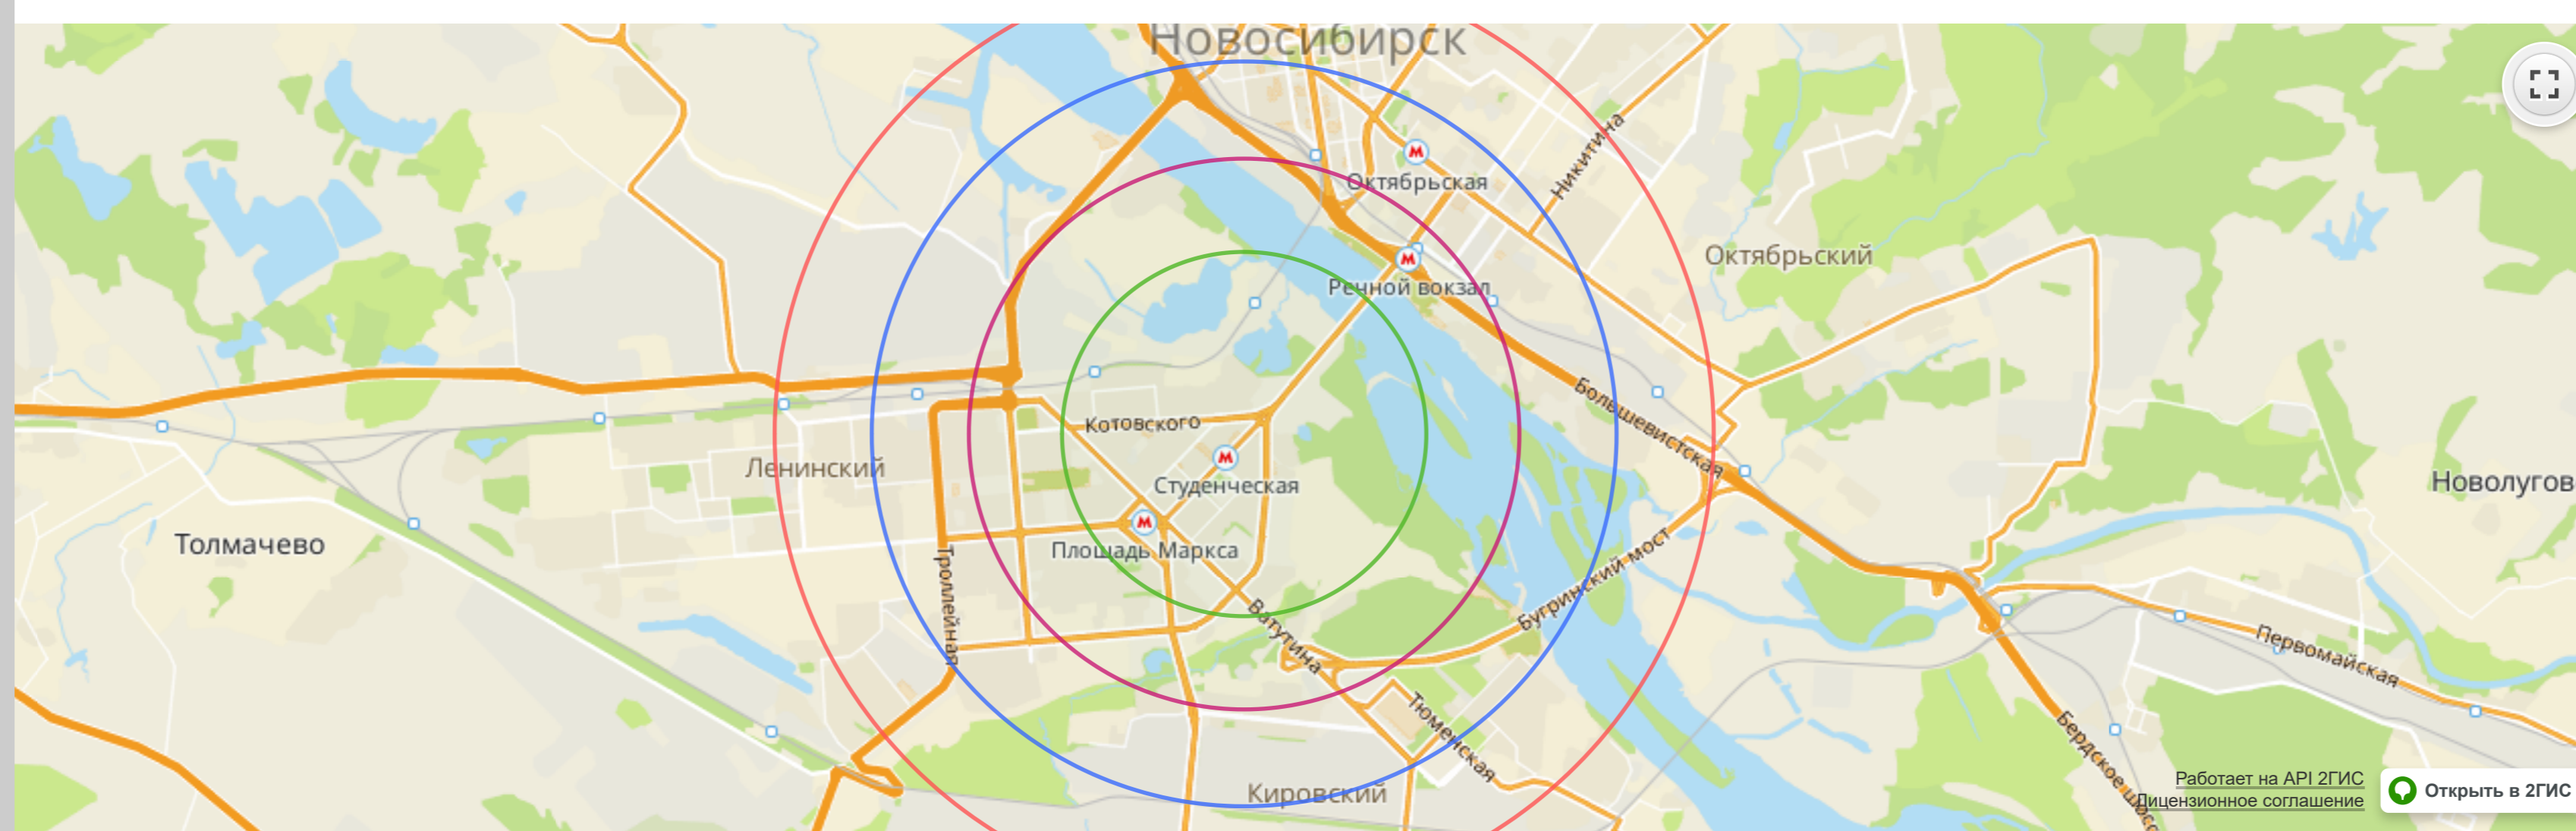 Новосибирск
Никитина
Октябрьская
Октябрьский
Речной вокзал
Большевистская
Котовского
Ленинский
Студенческая
Новолугов
Толмачево
Площадь Маркса
Троллейная
Бугринский мост
Ватутина
Первомайская
Тюменская
Бердское шосс
Кировский
Работает на API 2ГИС
Лицензионное соглашение
Открыть в 2ГИС